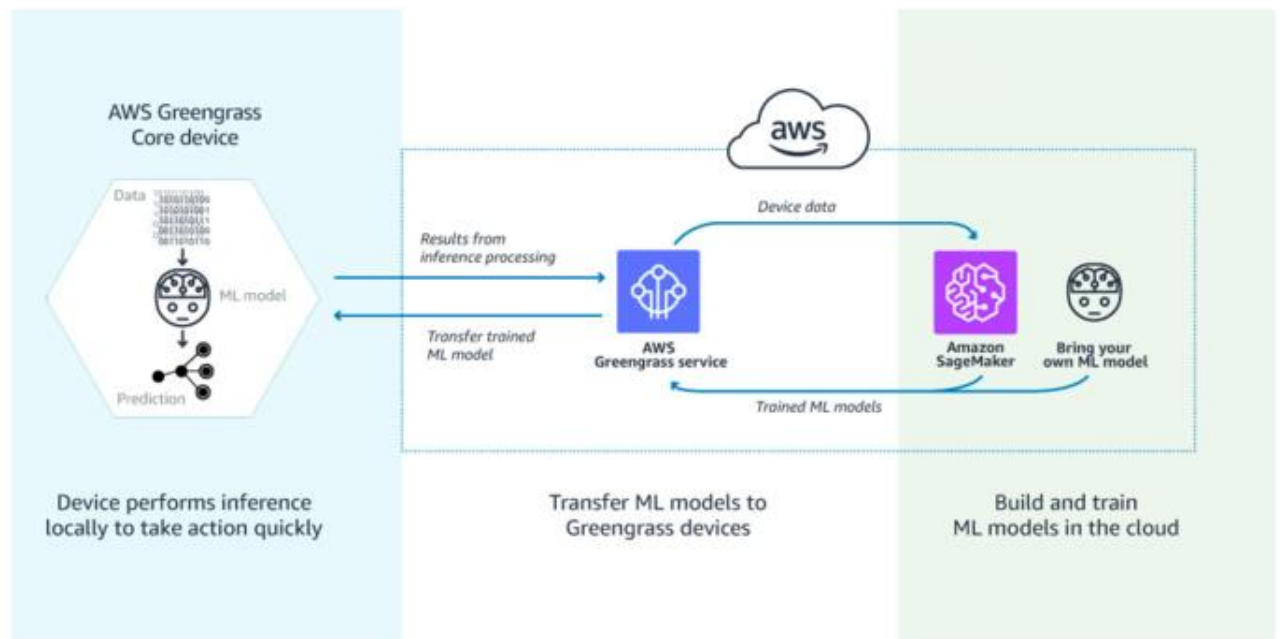 AWS Greengrass
Core device
Data
ML model
Prediction
Device performs inference
locally to take action quickly
aws
Results from
inference processing
Transfer trained
ML model
Device data
AWS
Greengrass service
Trained ML models
Transfer ML models to
Greengrass devices
Amazon
SageMaker
Bring your
own ML model
Build and train
ML models in the cloud